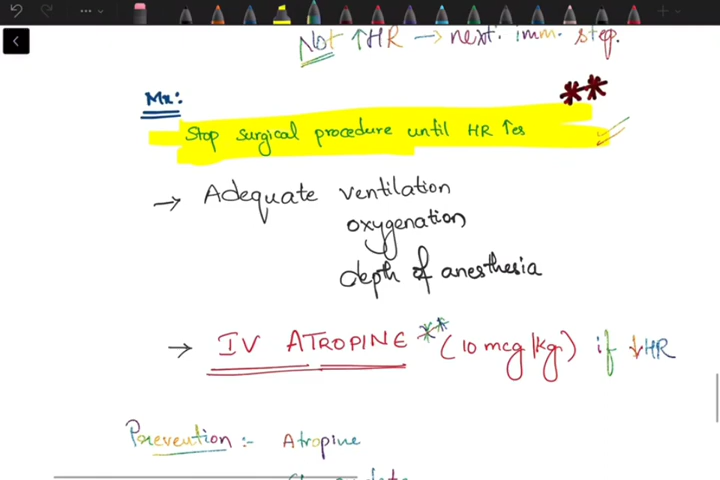 Not ↑HR → next. imm. step.
Mx:
**
Stop surgical procedure until HR ↑es
→ Adequate ventilation
oxygenation
depth of anesthesia
→ IV ATROPINE ** (10 mcg/kg) if ↓HR
Prevention :- Atropine